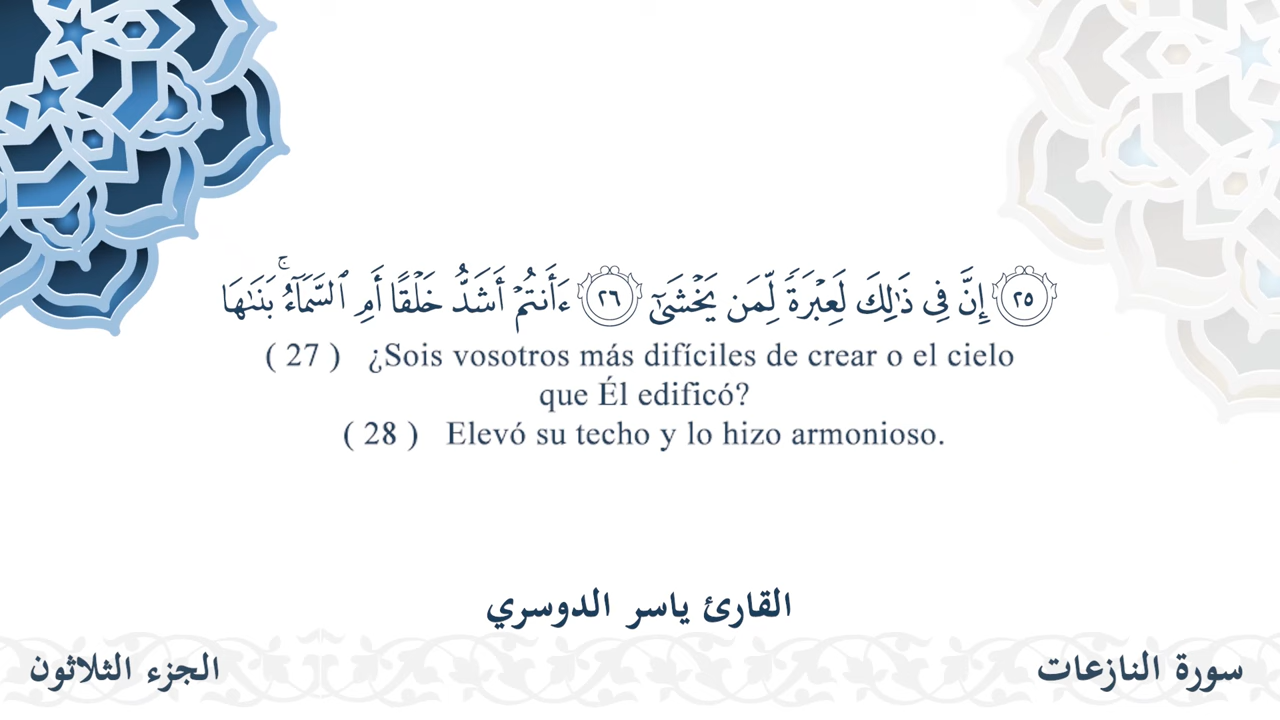 ٢٥ إِنَّ فِى ذَٰلِكَ لَعِبْرَةً لِّمَن يَخْشَىٰٓ ٢٦ ءَأَنتُمْ أَشَدُّ خَلْقًا أَمِ ٱلسَّمَآءُ ۚ بَنَىٰهَا
( 27 ) ¿Sois vosotros más difíciles de crear o el cielo
que Él edificó?
( 28 ) Elevó su techo y lo hizo armonioso.
القارئ ياسر الدوسري
سورة النازعات
الجزء الثلاثون